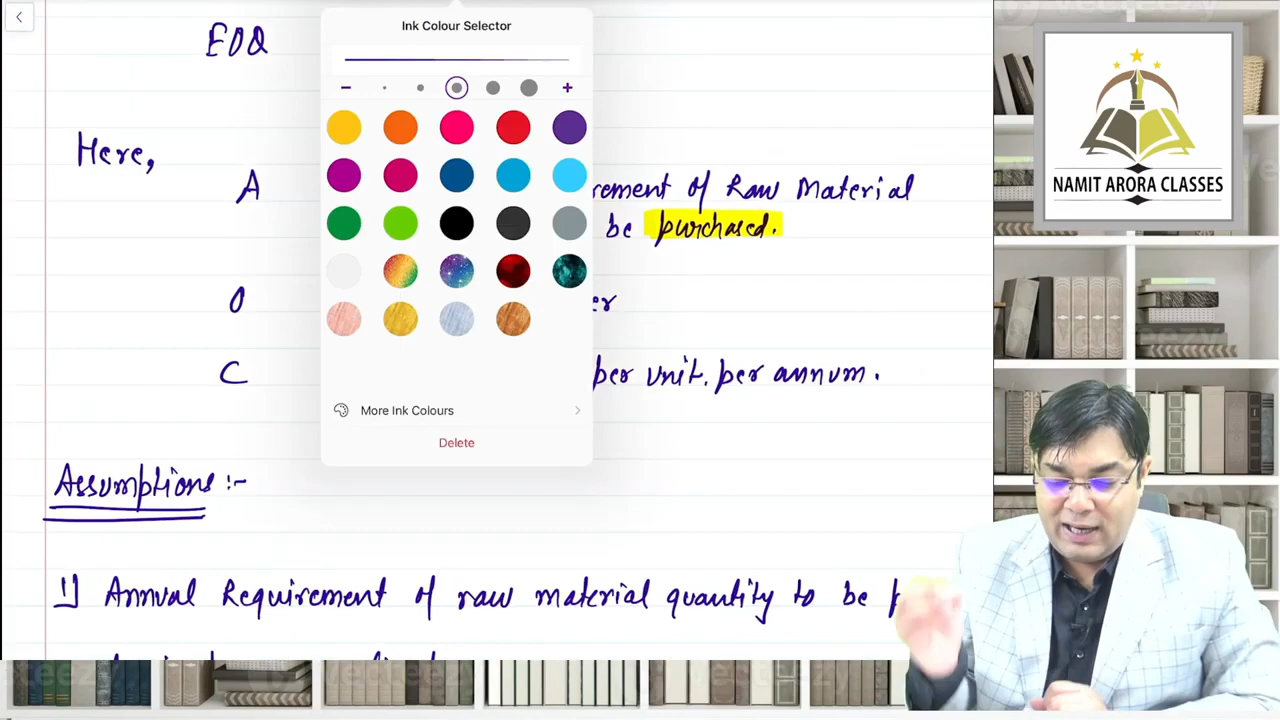 EOQ
Ink Colour Selector
Here,
A rement of Raw Material
be purchased.
O er
C per unit. per annum.
More Ink Colours
Delete
Assumptions :-
1) Annual Requirement of raw material quantity to be p
NAMIT ARORA CLASSES